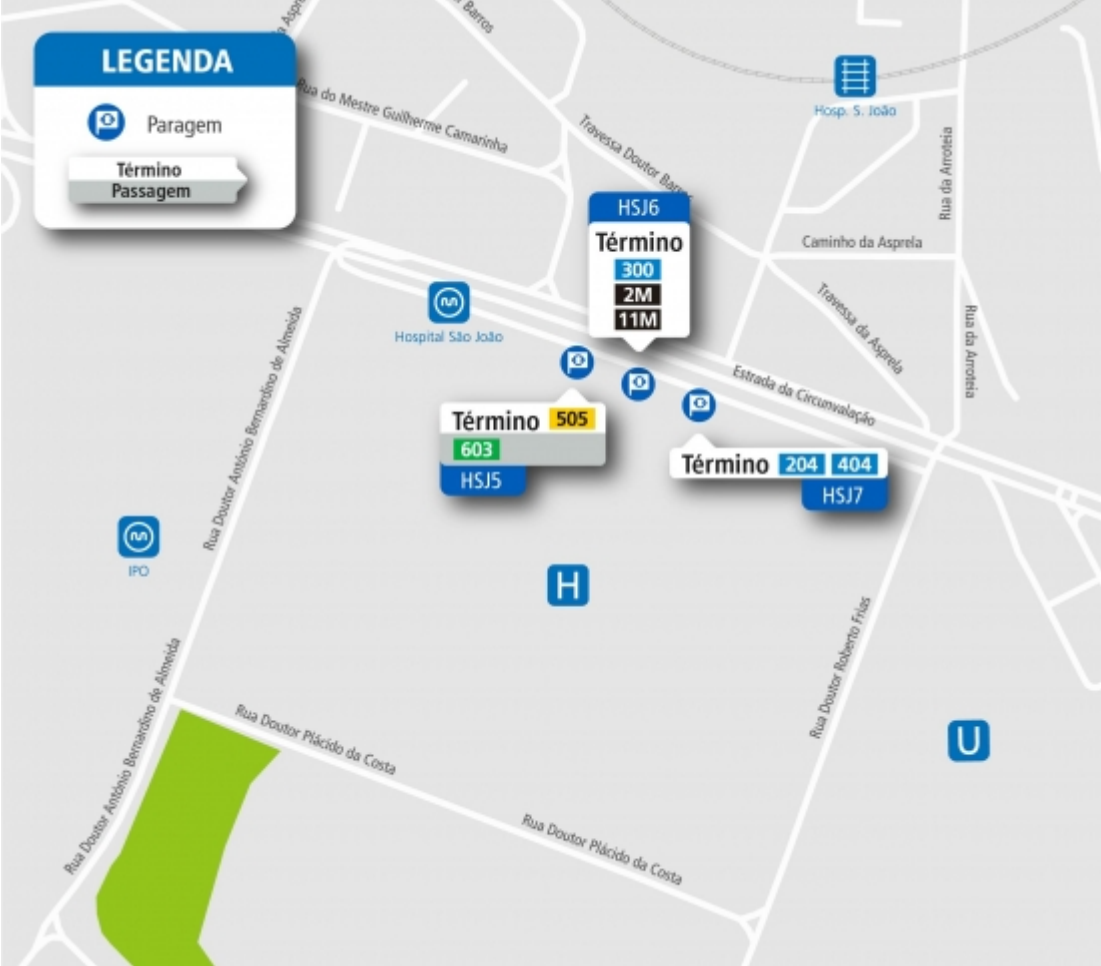 a Aspr
Barros
LEGENDA
Paragem
Término
Passagem
Rua do Mestre Guilherme Camarinha
Travessa Doutor Barros
Hosp. S. João
Rua da Arroteia
Caminho da Asprela
HSJ6
Término
300
2M
11M
Hospital São João
Travessa da Asprela
Rua da Arroteia
Estrada da Circunvalação
Término 505
603
HSJ5
Término 204 404
HSJ7
Rua Doutor António Bernardino de Almeida
IPO
H
Rua Doutor Roberto Frias
U
Rua Doutor António Bernardino de Almeida
Rua Doutor Plácido da Costa
Rua Doutor Plácido da Costa